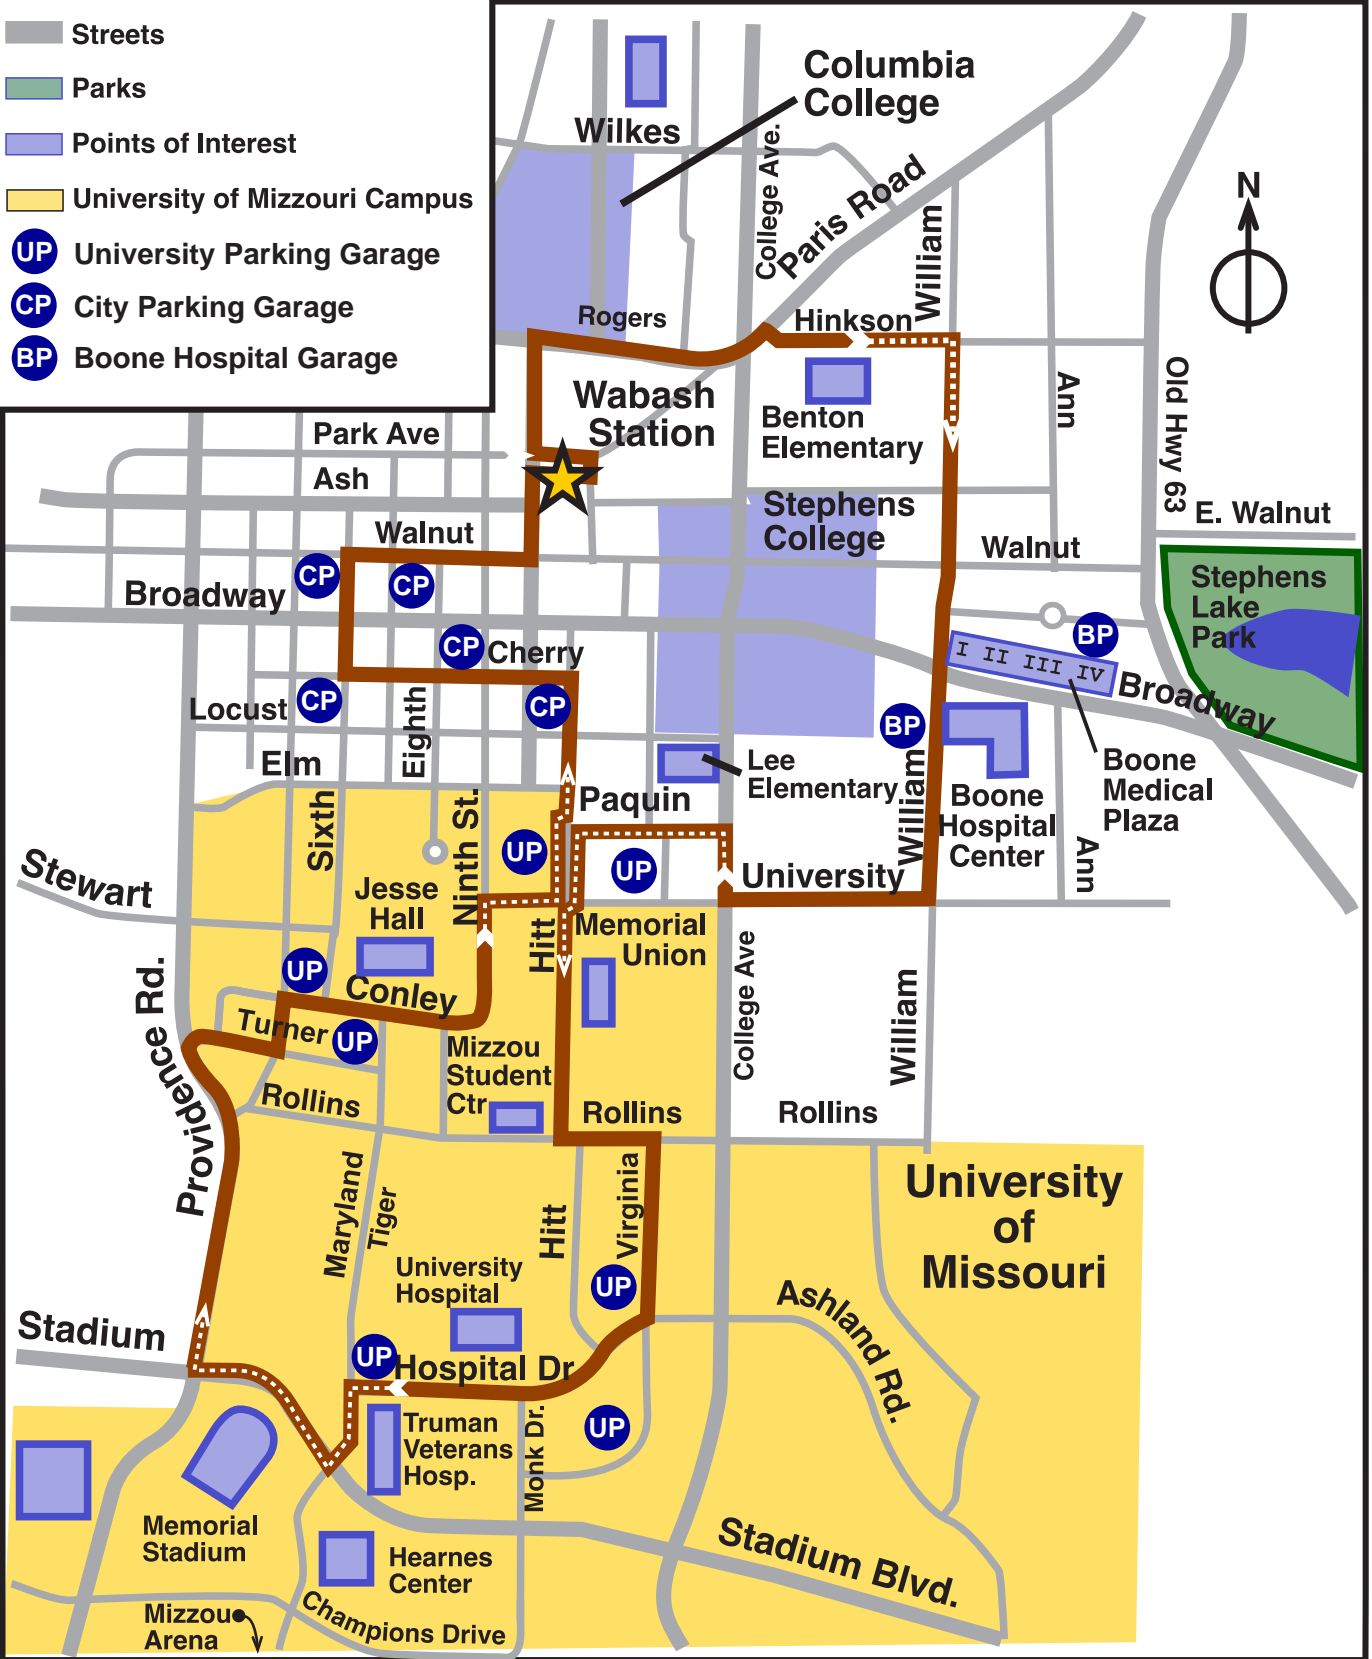 Streets
Parks
Points of Interest
University of Mizzouri Campus
UP University Parking Garage
CP City Parking Garage
BP Boone Hospital Garage
Columbia
College
Wilkes
College Ave.
Paris Road
William
N
Rogers
Hinkson
Wabash
Station
Benton
Elementary
Ann
Old Hwy 63
Park Ave
Ash
Stephens
College
E. Walnut
Walnut
Walnut
CP
CP
Broadway
Stephens
Lake
Park
BP
CP
Cherry
I II III IV
Broadway
Locust
CP
CP
Eighth
BP
Elm
Lee
Elementary
Boone
Medical
Plaza
Paquin
Sixth
Ninth St.
William
Boone
Hospital
Center
Ann
UP
UP
Stewart
Jesse
Hall
University
Hitt
Memorial
Union
UP
Conley
Providence Rd.
College Ave
William
Turner
UP
Mizzou
Student
Ctr
Rollins
Rollins
Rollins
Providence
Maryland
Tiger
Hitt
Virginia
University
of
Missouri
University
Hospital
UP
Ashland Rd.
Stadium
UP
Hospital Dr
Truman
Veterans
Hosp.
Monk Dr.
UP
Memorial
Stadium
Stadium Blvd.
Hearnes
Center
Mizzou
Arena
Champions Drive